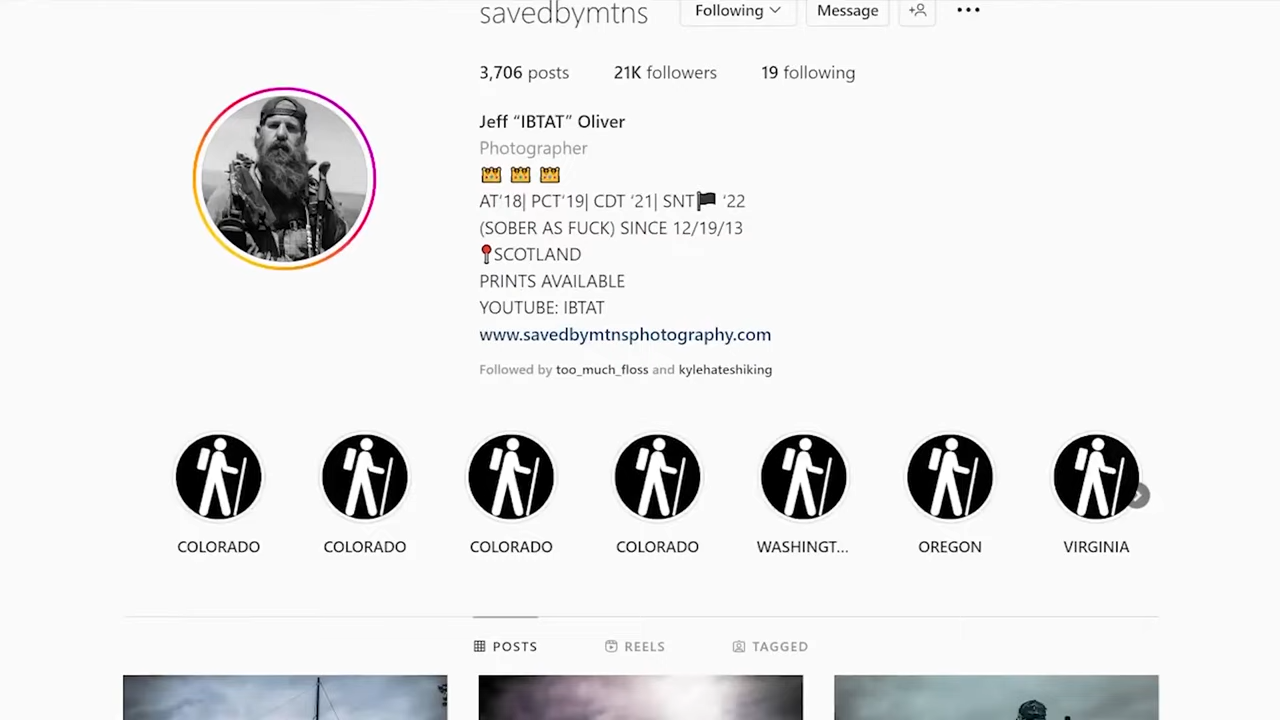 savedbymtns Following Message
3,706 posts 21K followers 19 following
Jeff “IBTAT” Oliver
Photographer
AT‘18| PCT‘19| CDT ‘21| SNT🏴 ‘22
(SOBER AS FUCK) SINCE 12/19/13
📍SCOTLAND
PRINTS AVAILABLE
YOUTUBE: IBTAT
www.savedbymtnsphotography.com
Followed by too_much_floss and kylehateshiking
COLORADO COLORADO COLORADO COLORADO WASHINGT... OREGON VIRGINIA
POSTS REELS TAGGED